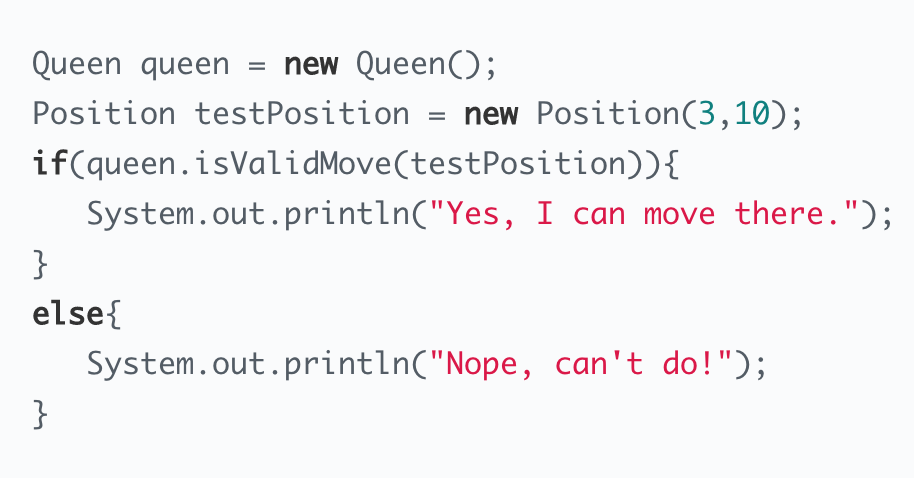 Queen queen = new Queen();
Position testPosition = new Position(3,10);
if(queen.isValidMove(testPosition)){
   System.out.println("Yes, I can move there.");
}
else{
   System.out.println("Nope, can't do!");
}